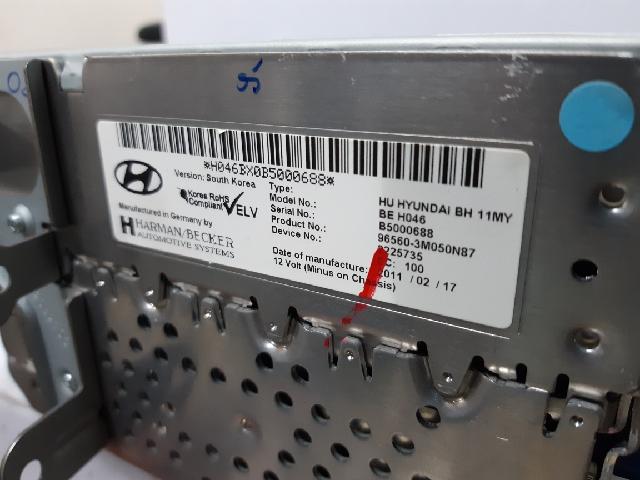 *H046BX0B5000688*
Version: South Korea
Korea RoHS
Compliant
ELV
Manufactured in Germany by
HARMAN/BECKER
AUTOMOTIVE SYSTEMS
Type: HU HYUNDAI BH 11MY
Model No.: BE H046
Serial No.: B5000688
Product No.: 96560-3M050N87
Device No.: 225735
: 100
Date of manufacture: 2011 / 02 / 17
12 Volt (Minus on Chassis)